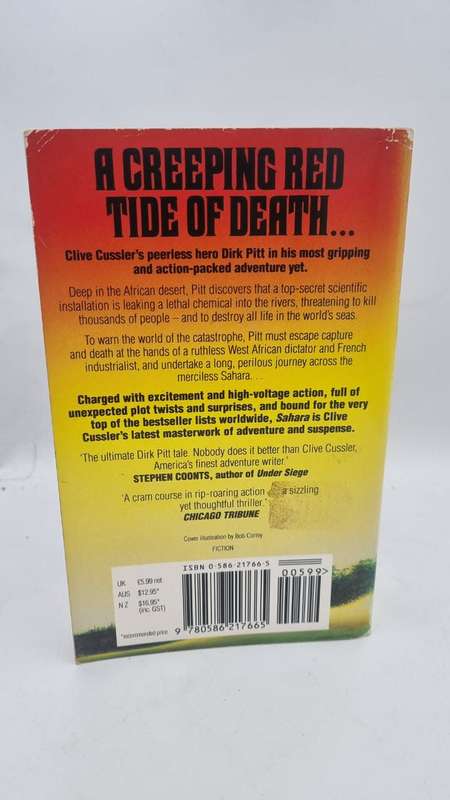 A CREEPING RED
TIDE OF DEATH...
Clive Cussler's peerless hero Dirk Pitt in his most gripping
and action-packed adventure yet.
Deep in the African desert, Pitt discovers that a top-secret scientific
installation is leaking a lethal chemical into the rivers, threatening to kill
thousands of people – and to destroy all life in the world's seas.
To warn the world of the catastrophe, Pitt must escape capture
and death at the hands of a ruthless West African dictator and French
industrialist, and undertake a long, perilous journey across the
merciless Sahara...
Charged with excitement and high-voltage action, full of
unexpected plot twists and surprises, and bound for the very
top of the bestseller lists worldwide, Sahara is Clive
Cussler's latest masterwork of adventure and suspense.
'The ultimate Dirk Pitt tale. Nobody does it better than Clive Cussler,
America's finest adventure writer.'
STEPHEN COONTS, author of Under Siege
'A cram course in rip-roaring action a sizzling
yet thoughtful thriller.'
CHICAGO TRIBUNE
Cover illustration by Bob Corley
FICTION
ISBN 0-586-21766-5
00599>
UK £5.99 net
AUS $12.95*
NZ $16.95*
(inc. GST)
*recommended price
9 780586 217665